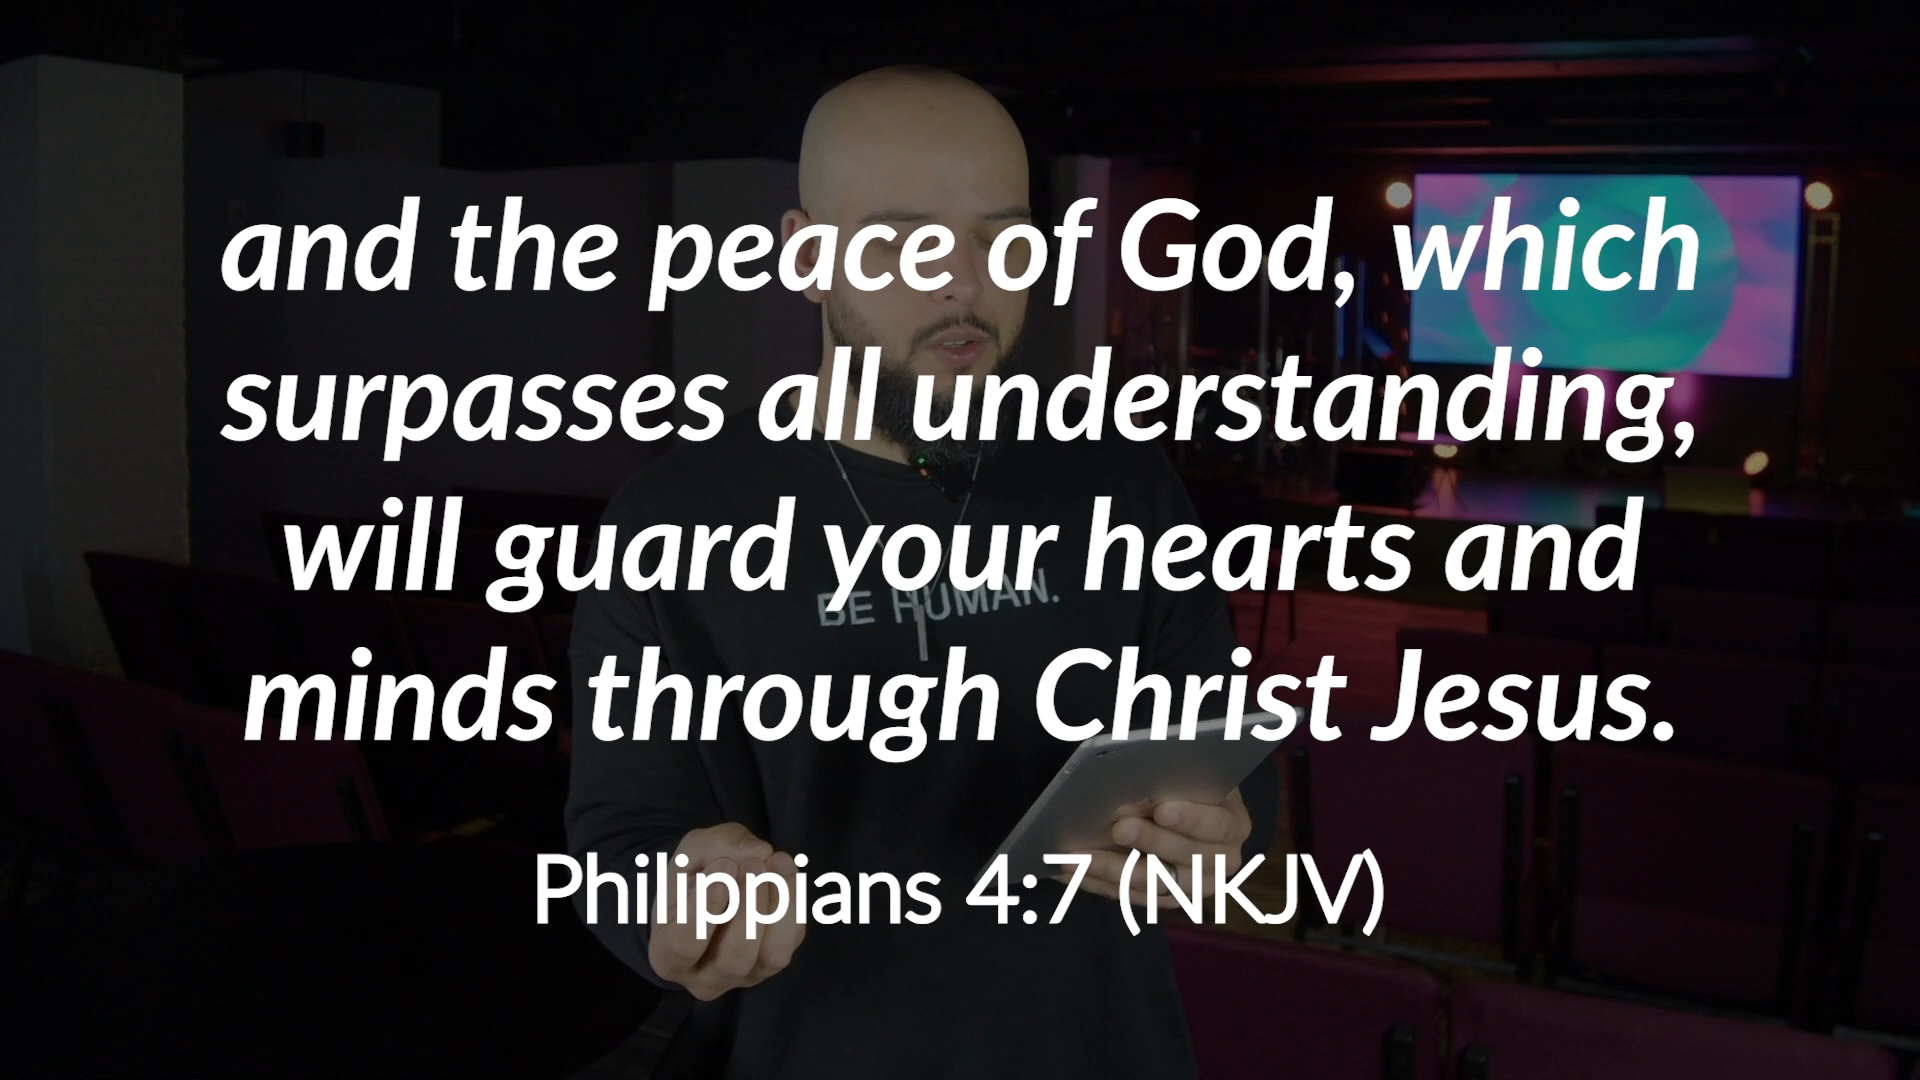 and the peace of God, which
surpasses all understanding,
will guard your hearts and
BE HUMAN.
minds through Christ Jesus.
Philippians 4:7 (NKJV)